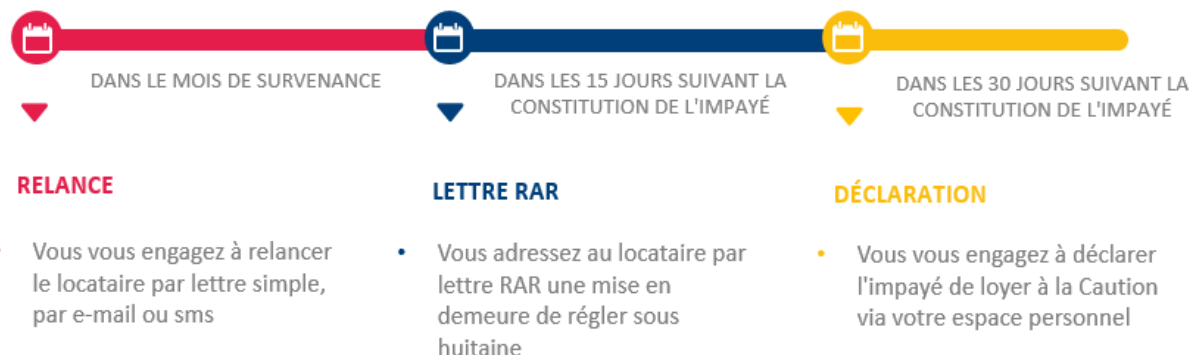 DANS LE MOIS DE SURVENANCE
DANS LES 15 JOURS SUIVANT LA
CONSTITUTION DE L'IMPAYÉ
DANS LES 30 JOURS SUIVANT LA
CONSTITUTION DE L'IMPAYÉ
RELANCE
• Vous vous engagez à relancer
le locataire par lettre simple,
par e-mail ou sms
LETTRE RAR
• Vous adressez au locataire par
lettre RAR une mise en
demeure de régler sous
huitaine
DÉCLARATION
• Vous vous engagez à déclarer
l'impayé de loyer à la Caution
via votre espace personnel